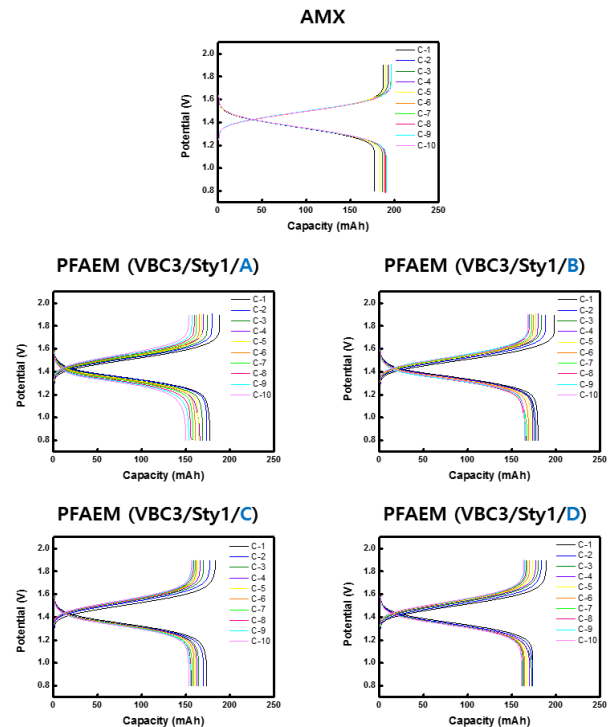 AMX
2.0
1.8
1.6
1.4
1.2
1.0
0.8
Potential (V)
0 50 100 150 200 250
Capacity (mAh)
C-1
C-2
C-3
C-4
C-5
C-6
C-7
C-8
C-9
C-10
PFAEM (VBC3/Sty1/A)
2.0
1.8
1.6
1.4
1.2
1.0
0.8
Potential (V)
0 50 100 150 200 250
Capacity (mAh)
C-1
C-2
C-3
C-4
C-5
C-6
C-7
C-8
C-9
C-10
PFAEM (VBC3/Sty1/B)
2.0
1.8
1.6
1.4
1.2
1.0
0.8
Potential (V)
0 50 100 150 200 250
Capacity (mAh)
C-1
C-2
C-3
C-4
C-5
C-6
C-7
C-8
C-9
C-10
PFAEM (VBC3/Sty1/C)
2.0
1.8
1.6
1.4
1.2
1.0
0.8
Potential (V)
0 50 100 150 200 250
Capacity (mAh)
C-1
C-2
C-3
C-4
C-5
C-6
C-7
C-8
C-9
C-10
PFAEM (VBC3/Sty1/D)
2.0
1.8
1.6
1.4
1.2
1.0
0.8
Potential (V)
0 50 100 150 200 250
Capacity (mAh)
C-1
C-2
C-3
C-4
C-5
C-6
C-7
C-8
C-9
C-10